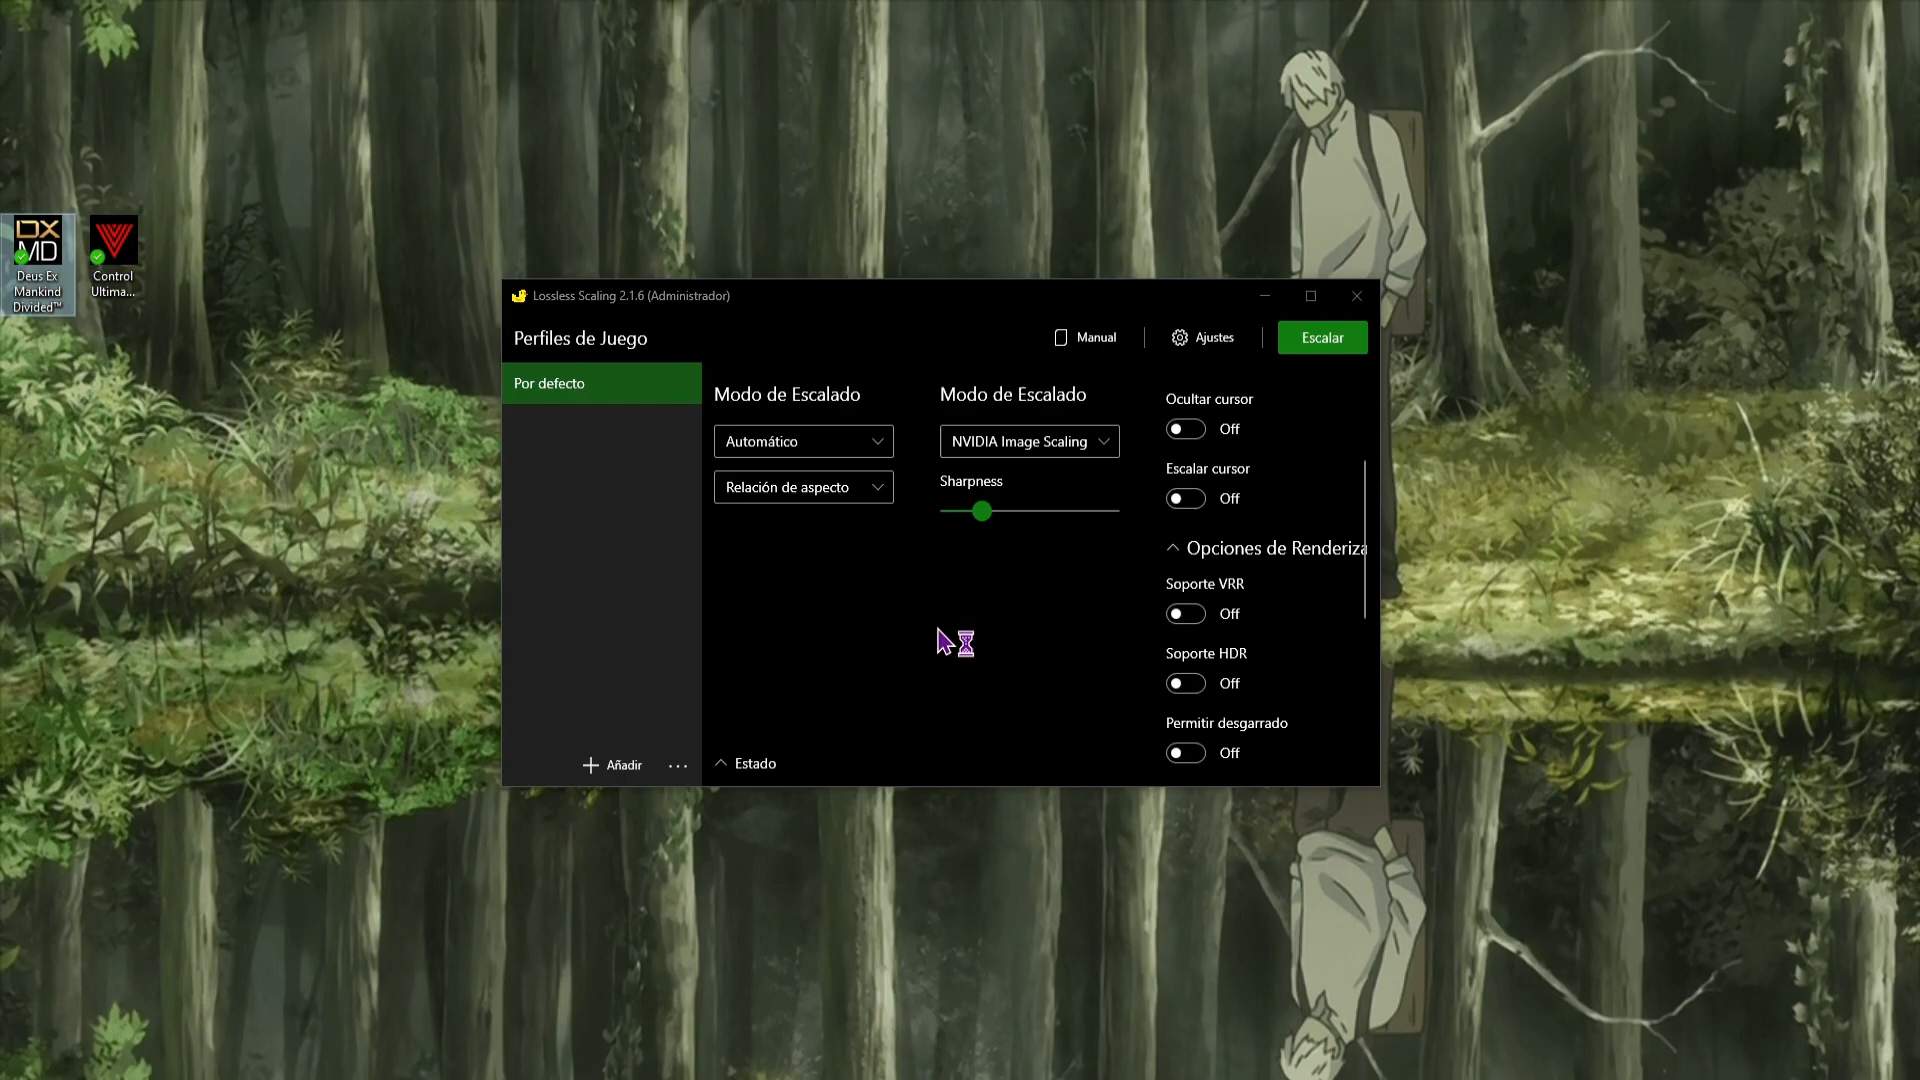 DX
MD
Deus Ex
Mankind
Divided™
Control
Ultima...
Lossless Scaling 2.1.6 (Administrador)
Perfiles de Juego
Manual
Ajustes
Escalar
Por defecto
Añadir
...
Modo de Escalado
Automático
Relación de aspecto
Estado
Modo de Escalado
NVIDIA Image Scaling
Sharpness
Ocultar cursor
Off
Escalar cursor
Off
Opciones de Renderiza
Soporte VRR
Off
Soporte HDR
Off
Permitir desgarrado
Off